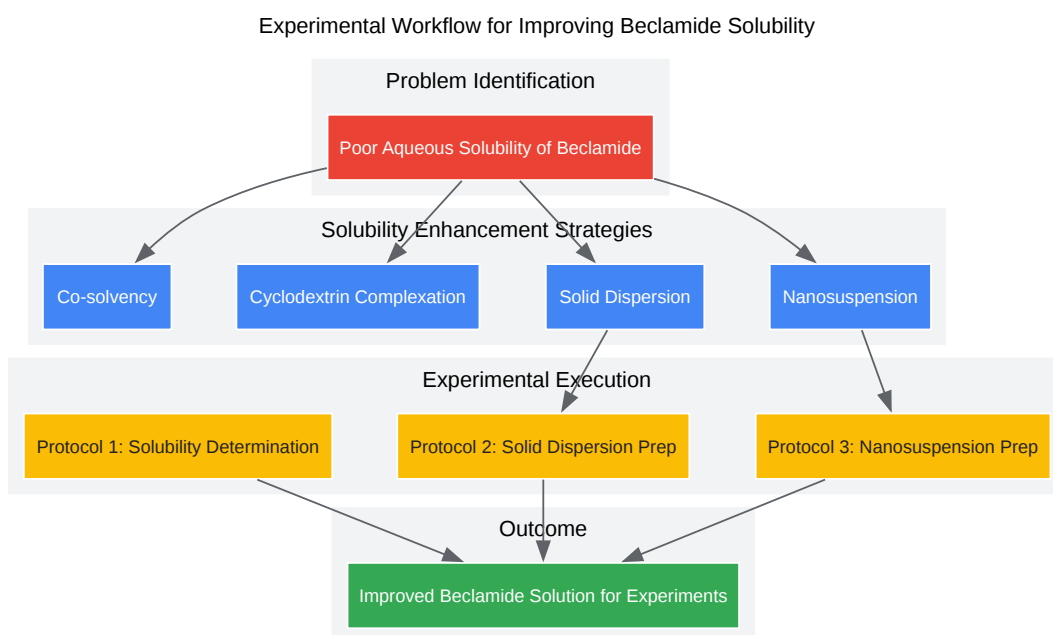 Experimental Workflow for Improving Beclamide Solubility
Problem Identification
Poor Aqueous Solubility of Beclamide
Solubility Enhancement Strategies
Co-solvency
Cyclodextrin Complexation
Solid Dispersion
Nanosuspension
Experimental Execution
Protocol 1: Solubility Determination
Protocol 2: Solid Dispersion Prep
Protocol 3: Nanosuspension Prep
Outcome
Improved Beclamide Solution for Experiments